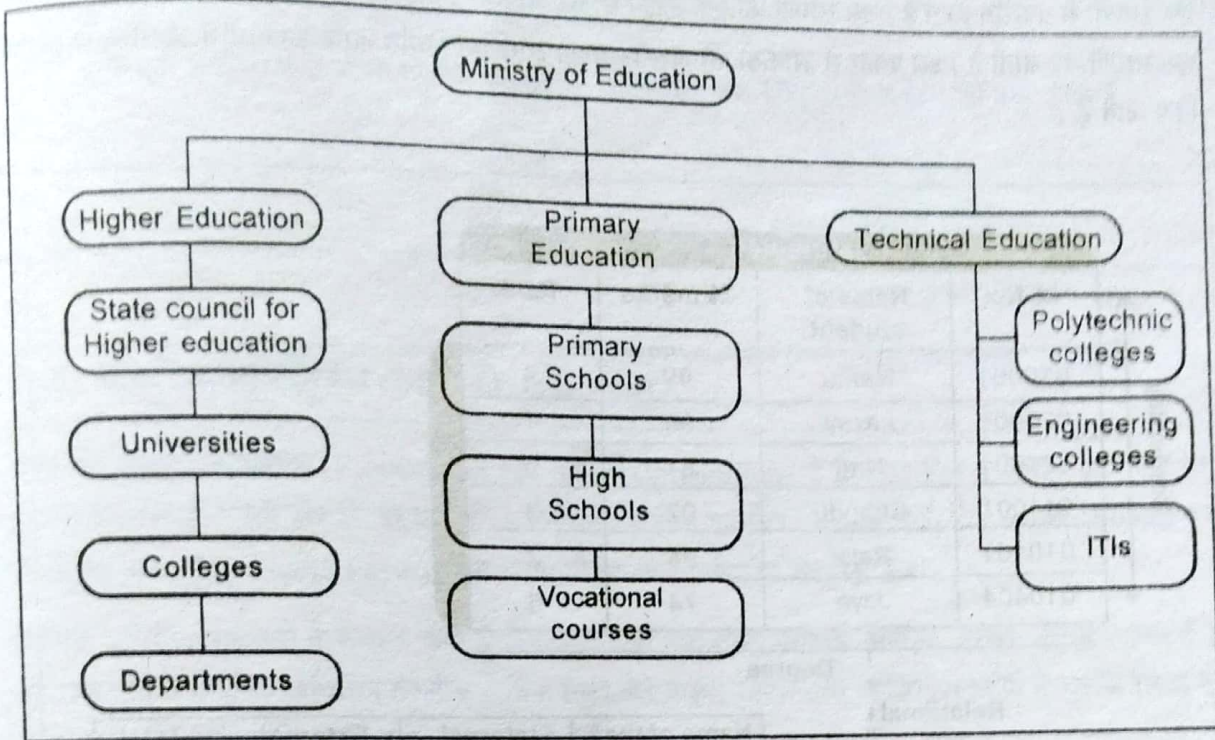 Ministry of Education
Higher Education
State council for
Higher education
Universities
Colleges
Departments
Primary
Education
Primary
Schools
High
Schools
Vocational
courses
Technical Education
Polytechnic
colleges
Engineering
colleges
ITIs